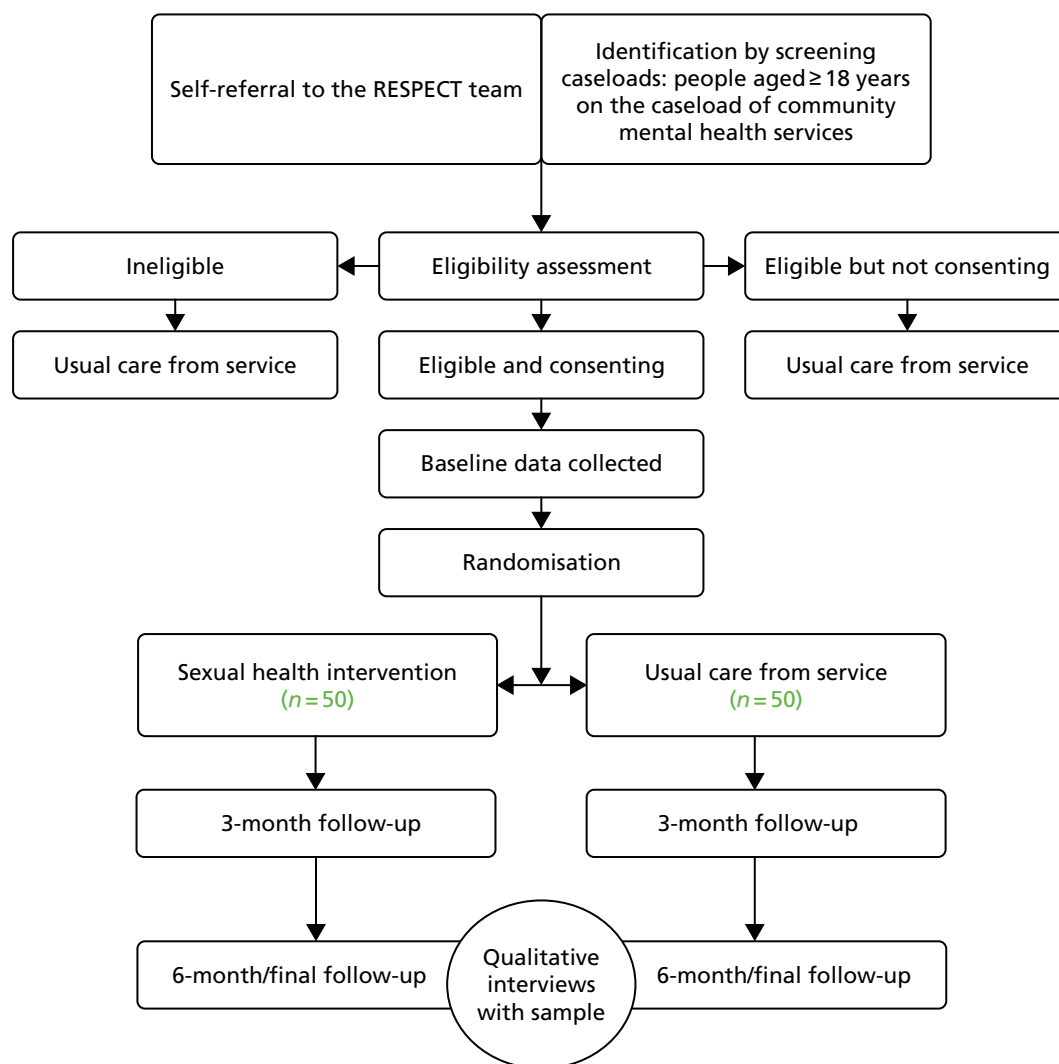 Self-referral to the RESPECT team
Identification by screening
caseloads: people aged ≥ 18 years
on the caseload of community
mental health services
Ineligible
Eligibility assessment
Eligible but not consenting
Usual care from service
Eligible and consenting
Usual care from service
Baseline data collected
Randomisation
Sexual health intervention
(n = 50)
Usual care from service
(n = 50)
3-month follow-up
3-month follow-up
6-month/final follow-up
Qualitative
interviews
with sample
6-month/final follow-up